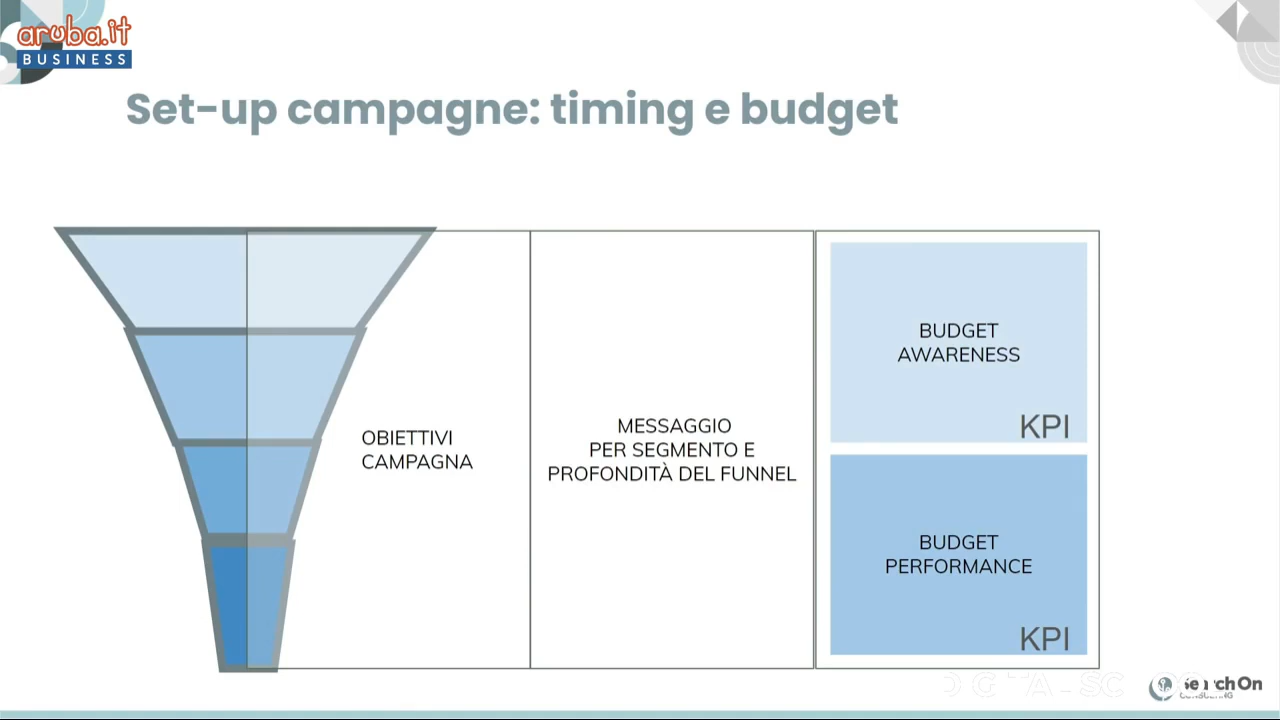 aruba.it
BUSINESS
Set-up campagne: timing e budget
OBIETTIVI
CAMPAGNA
MESSAGGIO
PER SEGMENTO E
PROFONDITÀ DEL FUNNEL
BUDGET
AWARENESS
KPI
BUDGET
PERFORMANCE
KPI